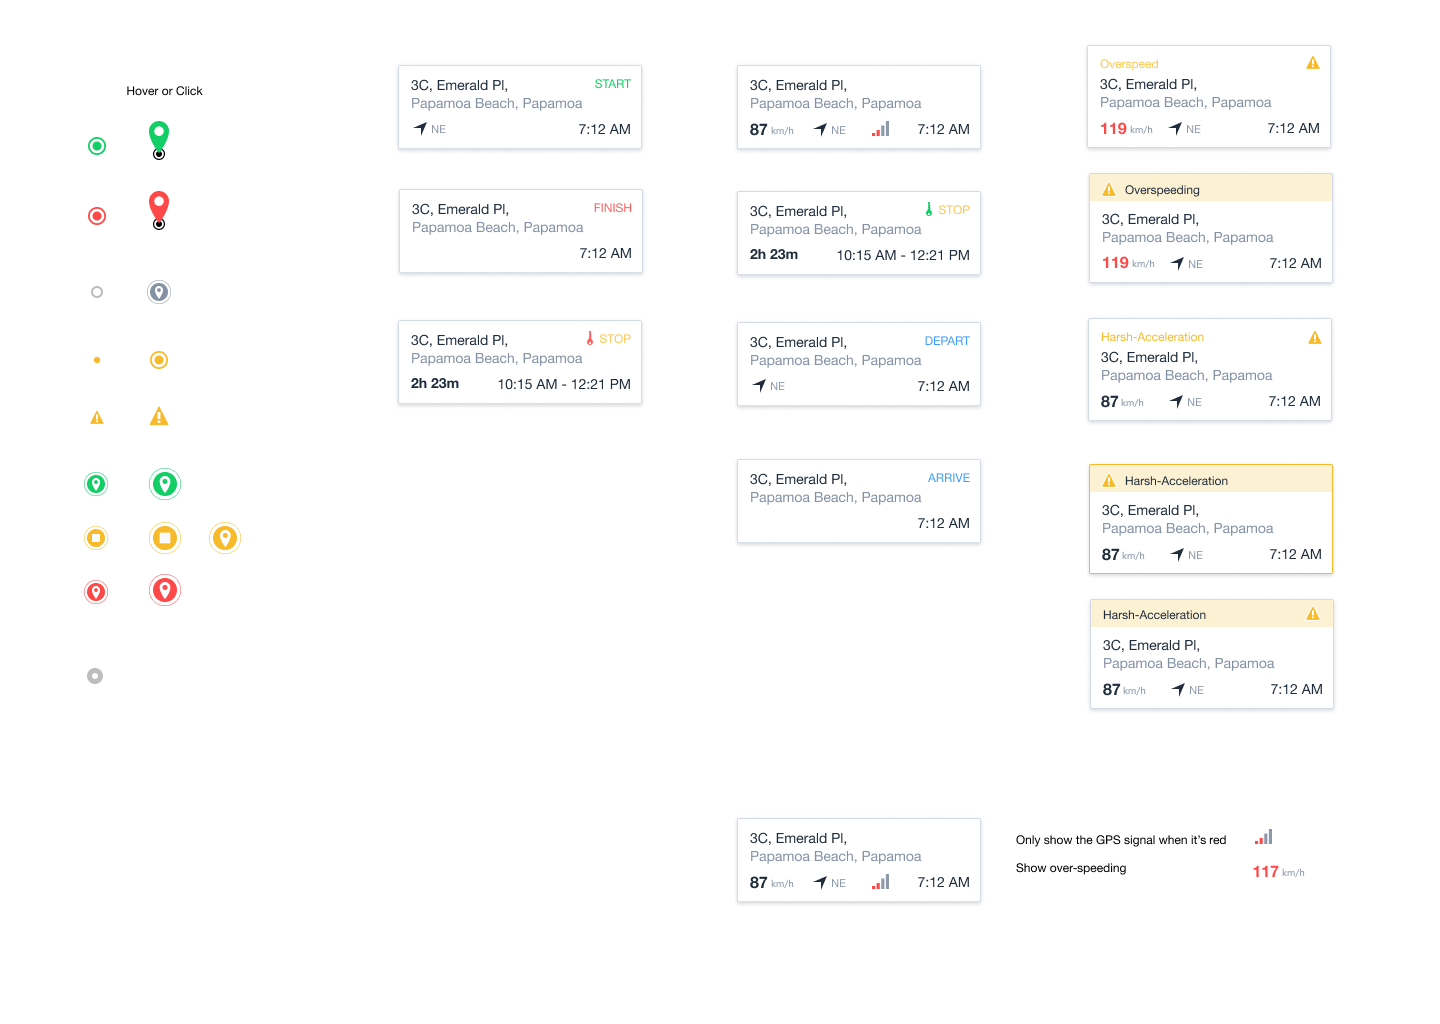 Hover or Click
3C, Emerald Pl,
START
Papamoa Beach, Papamoa
NE
7:12 AM
3C, Emerald Pl,
FINISH
Papamoa Beach, Papamoa
7:12 AM
3C, Emerald Pl,
STOP
Papamoa Beach, Papamoa
2h 23m
10:15 AM - 12:21 PM
3C, Emerald Pl,
Papamoa Beach, Papamoa
87 km/h
NE
7:12 AM
3C, Emerald Pl,
STOP
Papamoa Beach, Papamoa
2h 23m
10:15 AM - 12:21 PM
3C, Emerald Pl,
DEPART
Papamoa Beach, Papamoa
NE
7:12 AM
3C, Emerald Pl,
ARRIVE
Papamoa Beach, Papamoa
7:12 AM
Overspeed
3C, Emerald Pl,
Papamoa Beach, Papamoa
119 km/h
NE
7:12 AM
Overspeeding
3C, Emerald Pl,
Papamoa Beach, Papamoa
119 km/h
NE
7:12 AM
Harsh-Acceleration
3C, Emerald Pl,
Papamoa Beach, Papamoa
87 km/h
NE
7:12 AM
Harsh-Acceleration
3C, Emerald Pl,
Papamoa Beach, Papamoa
87 km/h
NE
7:12 AM
Harsh-Acceleration
3C, Emerald Pl,
Papamoa Beach, Papamoa
87 km/h
NE
7:12 AM
3C, Emerald Pl,
Papamoa Beach, Papamoa
87 km/h
NE
7:12 AM
Only show the GPS signal when it's red
Show over-speeding
117 km/h